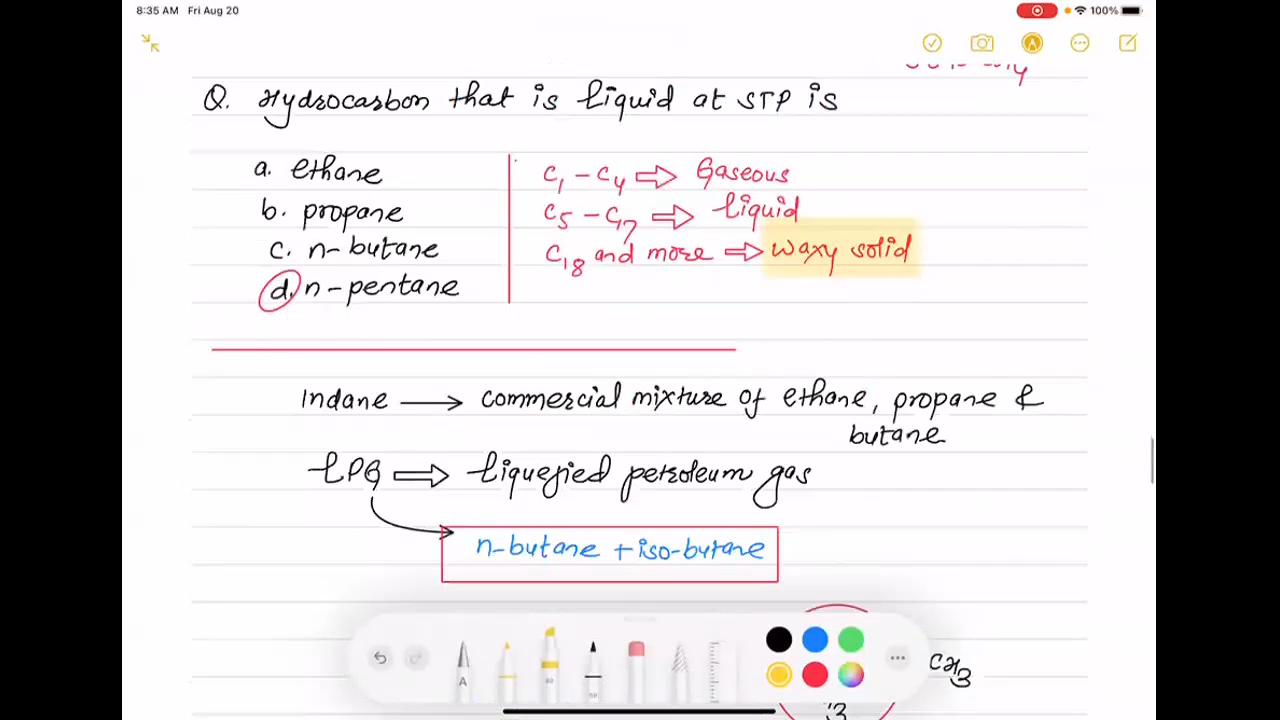 8:35 AM Fri Aug 20
100%
Q. Hydrocarbon that is liquid at STP is
a. ethane
b. propane
c. n-butane
d. n-pentane
C1 - C4 ⇒ Gaseous
C5 - C17 ⇒ liquid
C18 and more ⇒ waxy solid
Indane → commercial mixture of ethane, propane &
butane
LPG ⇒ liquefied petroleum gas
n-butane + iso-butane
A
CH3